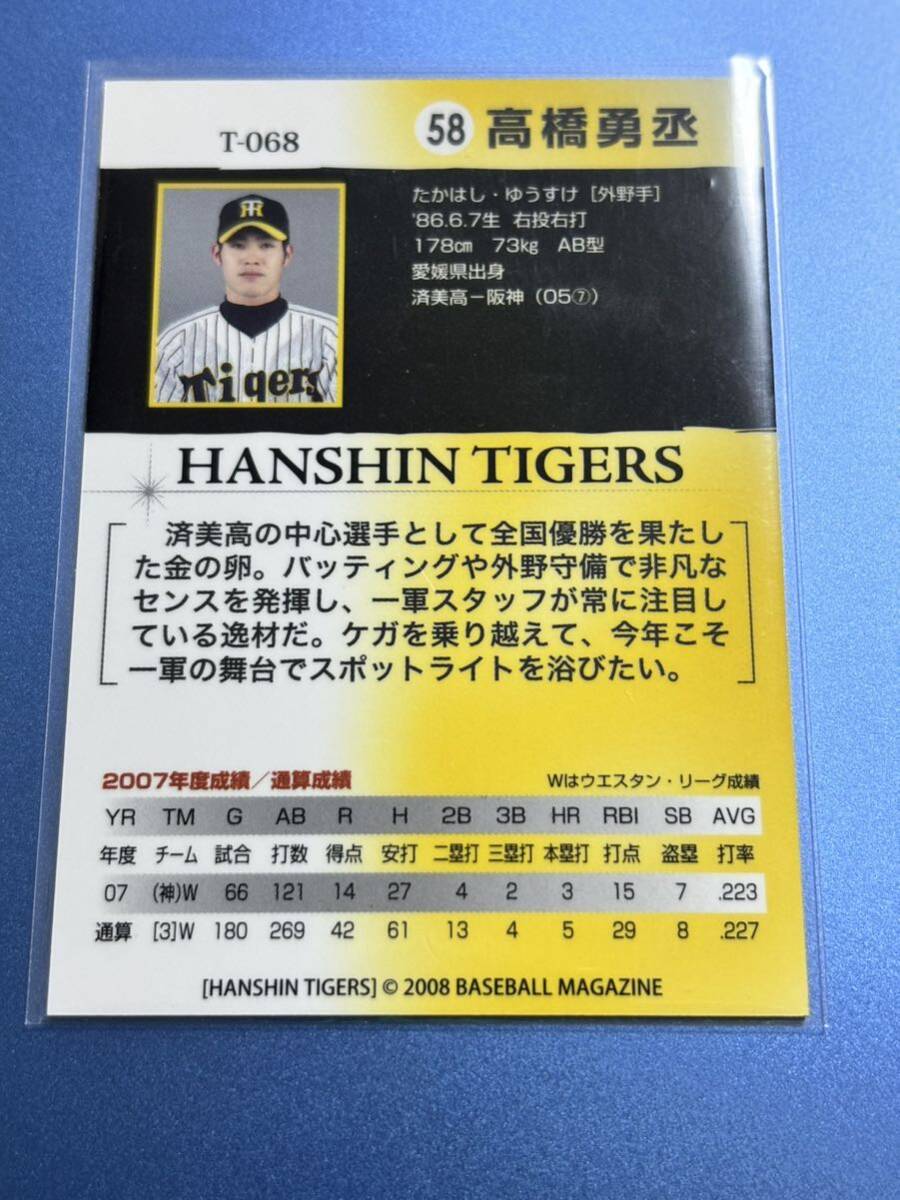 T-068
58 高橋勇丞
たかはし・ゆうすけ [外野手]
'86.6.7生 右投右打
178㎝ 73㎏ AB型
愛媛県出身
済美高－阪神（05⑦）
Tigers
HANSHIN TIGERS
済美高の中心選手として全国優勝を果たし
た金の卵。バッティングや外野守備で非凡な
センスを発揮し、一軍スタッフが常に注目し
ている逸材だ。ケガを乗り越えて、今年こそ
一軍の舞台でスポットライトを浴びたい。
2007年度成績／通算成績 Wはウエスタン・リーグ成績
YR TM G AB R H 2B 3B HR RBI SB AVG
年度 チーム 試合 打数 得点 安打 二塁打 三塁打 本塁打 打点 盗塁 打率
07 (神)W 66 121 14 27 4 2 3 15 7 .223
通算 [3]W 180 269 42 61 13 4 5 29 8 .227
[HANSHIN TIGERS] © 2008 BASEBALL MAGAZINE